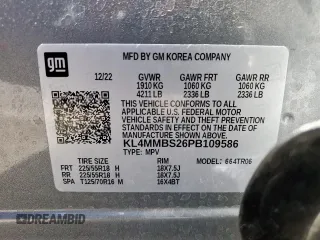 gm
MFD BY GM KOREA COMPANY
12/22 GVWR GAWR FRT GAWR RR
1910 KG 1060 KG 1060 KG
4211 LB 2336 LB 2336 LB
THIS VEHICLE CONFORMS TO ALL APPLICABLE U.S. FEDERAL MOTOR
VEHICLE SAFETY AND THEFT PREVENTION STANDARDS IN EFFECT ON
THE DATE OF MANUFACTURE SHOWN ABOVE.
KL4MMBS26PB109586
TYPE: MPV MODEL: 664TR06
TIRE SIZE RIM
FRT 225/55R18 H 18X7.5J
RR 225/55R18 H 18X7.5J
SPA T125/70R16 M 16X4BT
DREAMBID